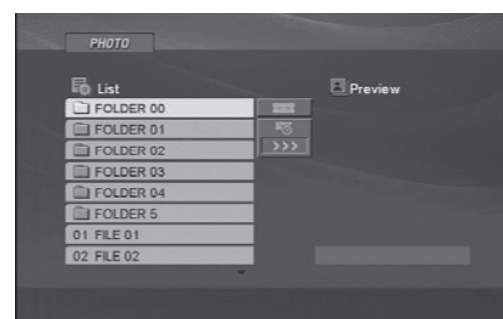 PHOTO
List
Preview
FOLDER 00
FOLDER 01
FOLDER 02
>>>
FOLDER 03
FOLDER 04
FOLDER 5
01 FILE 01
02 FILE 02